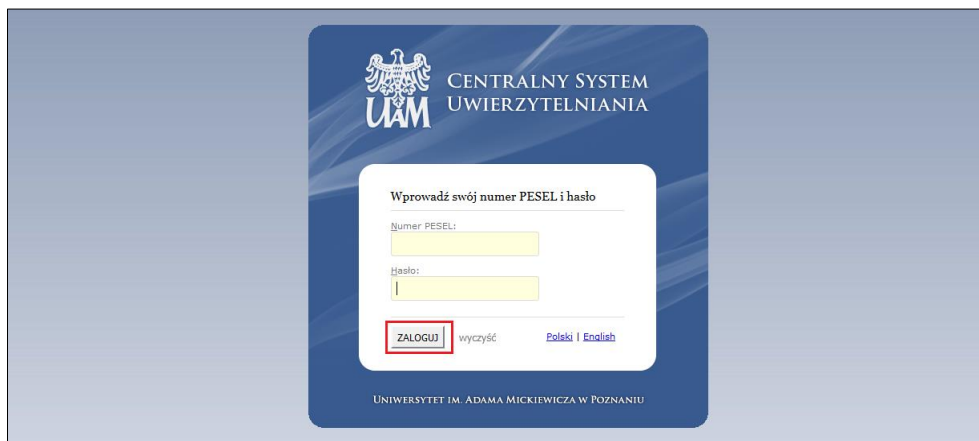 UAM
CENTRALNY SYSTEM
UWIERZYTELNIANIA
Wprowadź swój numer PESEL i hasło
Numer PESEL:
Hasło:
ZALOGUJ wyczyść Polski | English
UNIWERSYTET IM. ADAMA MICKIEWICZA W POZNANIU